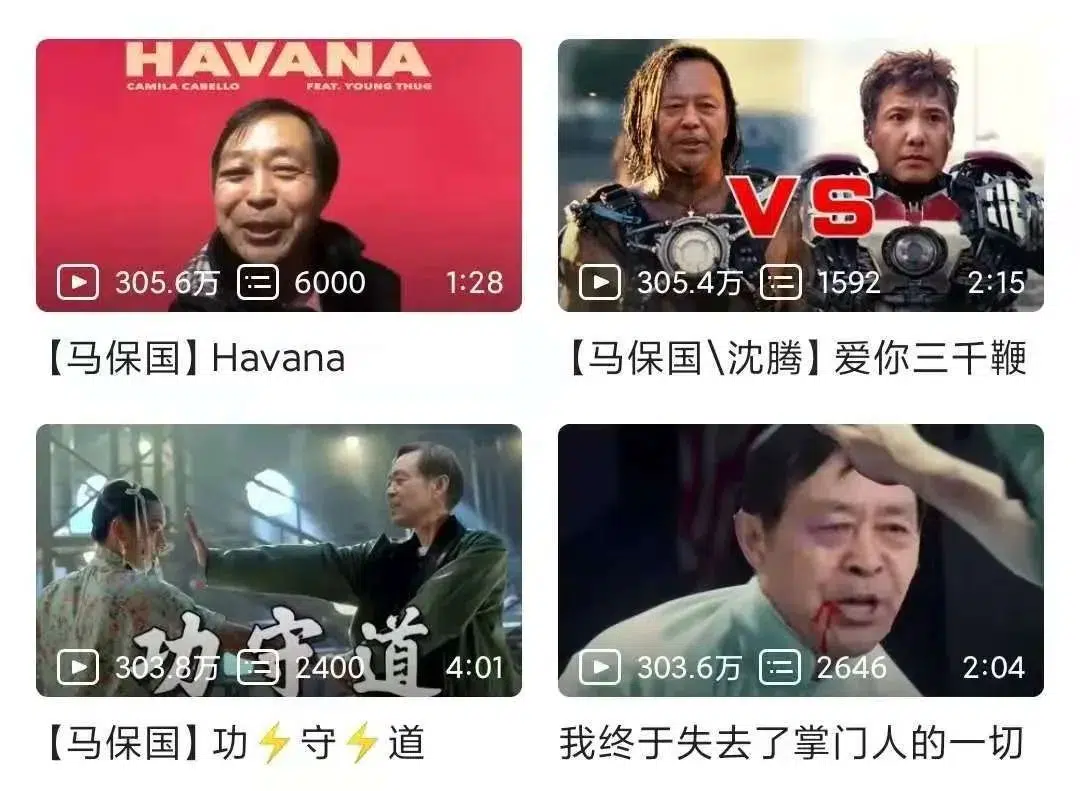 HAVANA
CAMILA CABELLO FEAT. YOUNG THUG
305.6万 6000 1:28
【马保国】Havana
VS
305.4万 1592 2:15
【马保国\沈腾】爱你三千鞭
功守道
303.8万 2400 4:01
【马保国】功⚡守⚡道
303.6万 2646 2:04
我终于失去了掌门人的一切